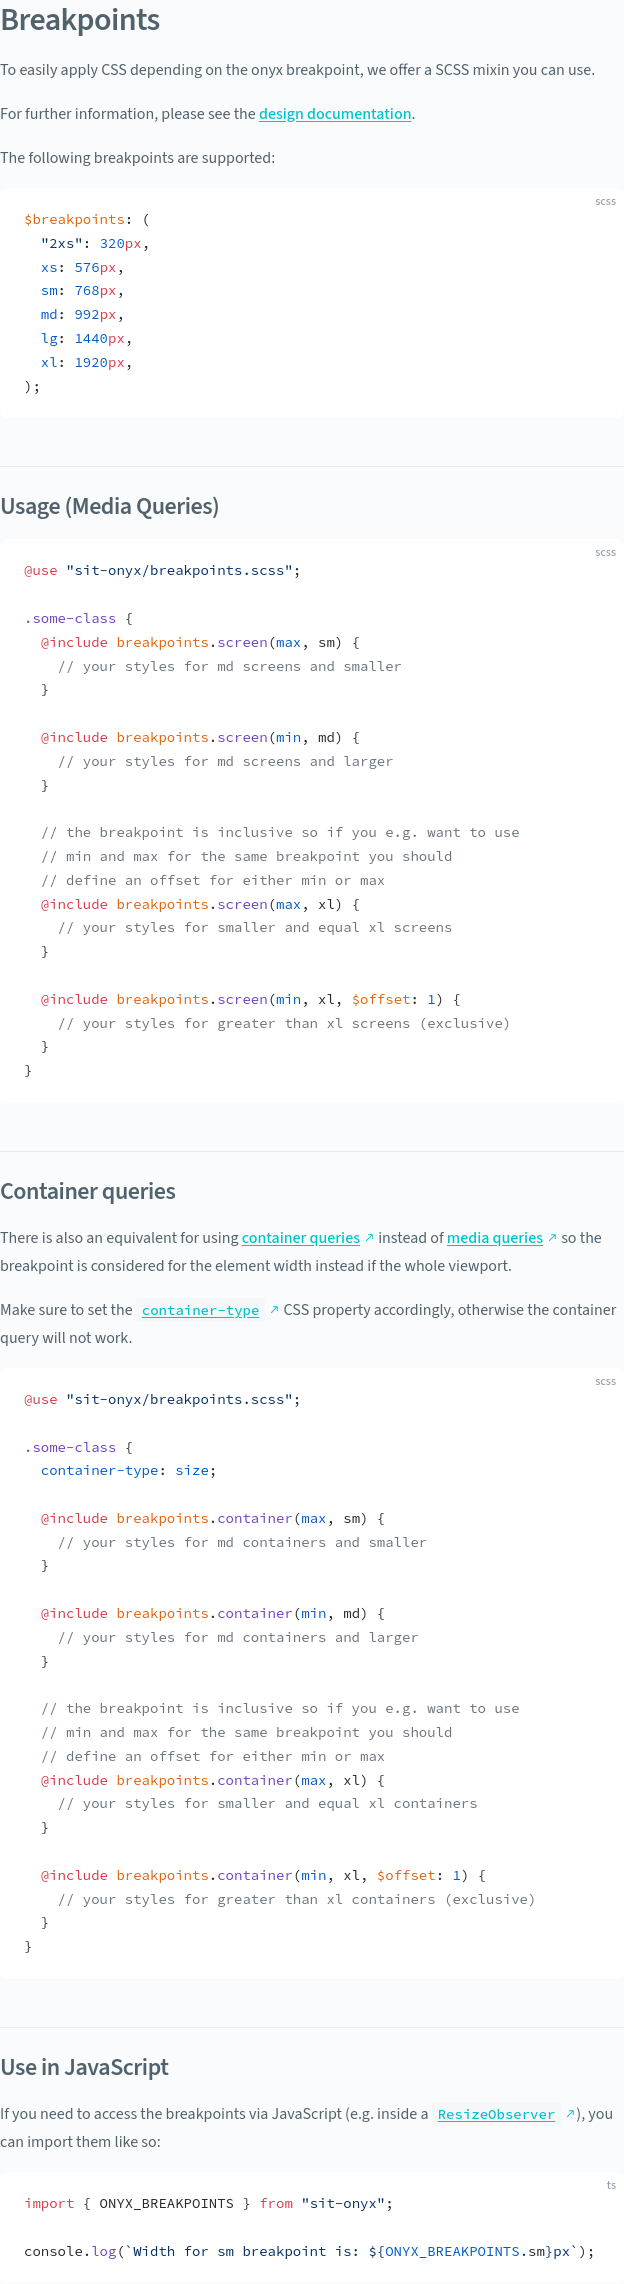 Breakpoints
To easily apply CSS depending on the onyx breakpoint, we offer a SCSS mixin you can use.
For further information, please see the design documentation.
The following breakpoints are supported:
scss
$breakpoints: (
  "2xs": 320px,
  xs: 576px,
  sm: 768px,
  md: 992px,
  lg: 1440px,
  xl: 1920px,
);
Usage (Media Queries)
scss
@use "sit-onyx/breakpoints.scss";
.some-class {
  @include breakpoints.screen(max, sm) {
    // your styles for md screens and smaller
  }
  @include breakpoints.screen(min, md) {
    // your styles for md screens and larger
  }
  // the breakpoint is inclusive so if you e.g. want to use
  // min and max for the same breakpoint you should
  // define an offset for either min or max
  @include breakpoints.screen(max, xl) {
    // your styles for smaller and equal xl screens
  }
  @include breakpoints.screen(min, xl, $offset: 1) {
    // your styles for greater than xl screens (exclusive)
  }
}
Container queries
There is also an equivalent for using container queries ↗ instead of media queries ↗ so the
breakpoint is considered for the element width instead if the whole viewport.
Make sure to set the container-type ↗ CSS property accordingly, otherwise the container
query will not work.
scss
@use "sit-onyx/breakpoints.scss";
.some-class {
  container-type: size;
  @include breakpoints.container(max, sm) {
    // your styles for md containers and smaller
  }
  @include breakpoints.container(min, md) {
    // your styles for md containers and larger
  }
  // the breakpoint is inclusive so if you e.g. want to use
  // min and max for the same breakpoint you should
  // define an offset for either min or max
  @include breakpoints.container(max, xl) {
    // your styles for smaller and equal xl containers
  }
  @include breakpoints.container(min, xl, $offset: 1) {
    // your styles for greater than xl containers (exclusive)
  }
}
Use in JavaScript
If you need to access the breakpoints via JavaScript (e.g. inside a ResizeObserver ↗), you
can import them like so:
ts
import { ONYX_BREAKPOINTS } from "sit-onyx";
console.log(`Width for sm breakpoint is: ${ONYX_BREAKPOINTS.sm}px`);